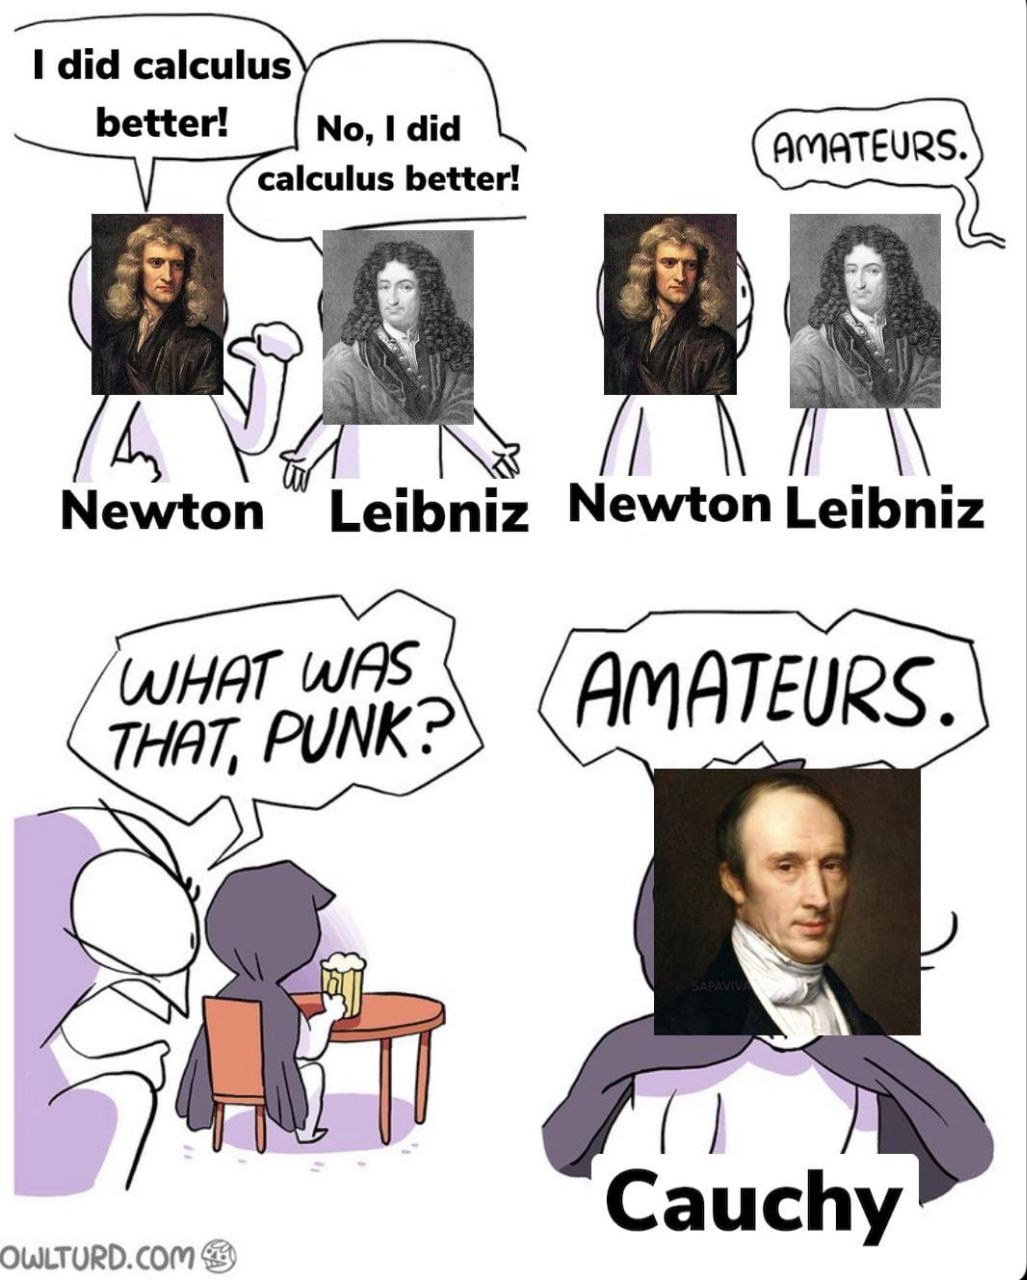 I did calculus
better!
No, I did
calculus better!
Newton
Leibniz
AMATEURS.
Newton
Leibniz
WHAT WAS
THAT, PUNK?
AMATEURS.
SAPAVIVA
Cauchy
OWLTURD.COM